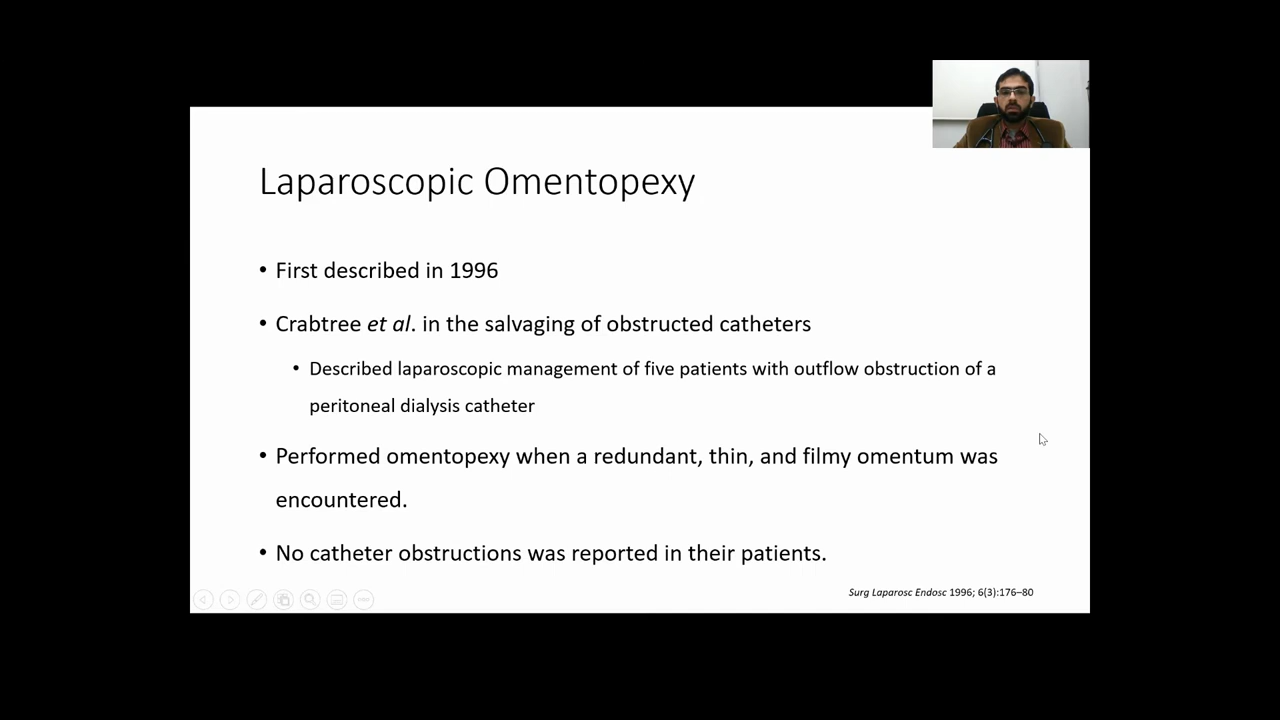 Laparoscopic Omentopexy
• First described in 1996
• Crabtree et al. in the salvaging of obstructed catheters
• Described laparoscopic management of five patients with outflow obstruction of a
peritoneal dialysis catheter
• Performed omentopexy when a redundant, thin, and filmy omentum was
encountered.
• No catheter obstructions was reported in their patients.
Surg Laparosc Endosc 1996; 6(3):176–80